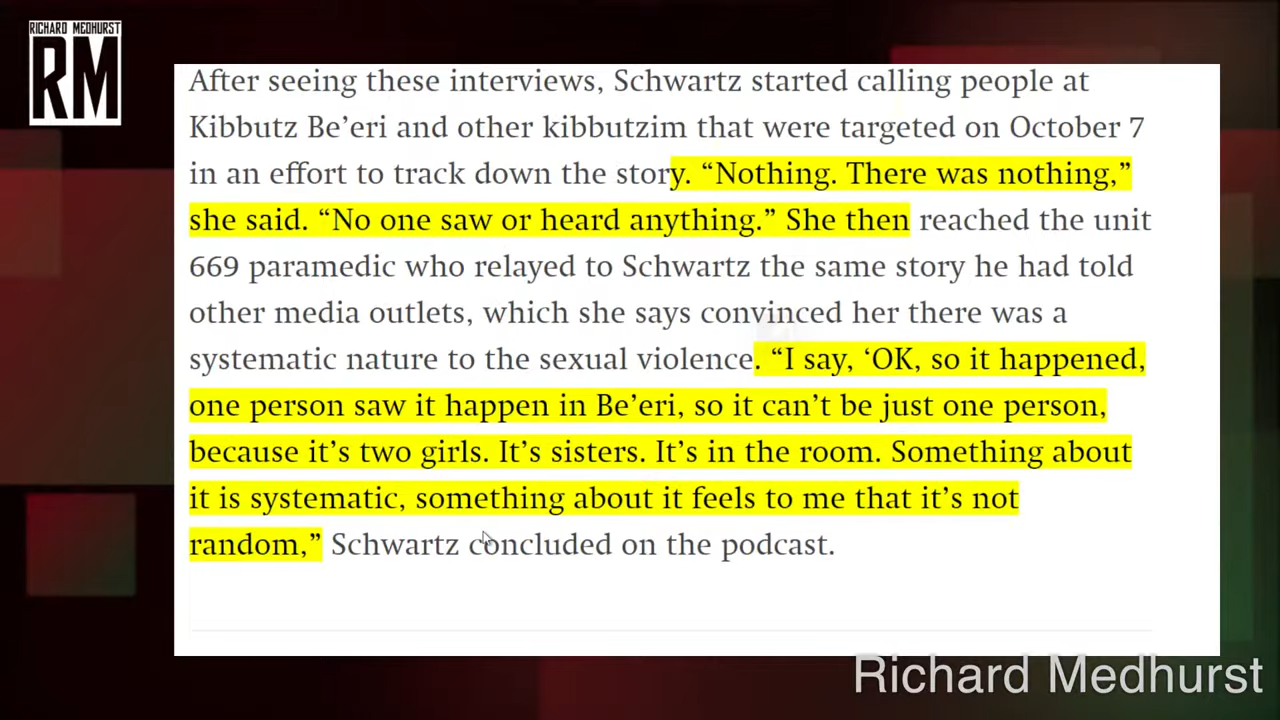 RICHARD MEDHURST
RM
After seeing these interviews, Schwartz started calling people at
Kibbutz Be’eri and other kibbutzim that were targeted on October 7
in an effort to track down the story. “Nothing. There was nothing,”
she said. “No one saw or heard anything.” She then reached the unit
669 paramedic who relayed to Schwartz the same story he had told
other media outlets, which she says convinced her there was a
systematic nature to the sexual violence. “I say, ‘OK, so it happened,
one person saw it happen in Be’eri, so it can’t be just one person,
because it’s two girls. It’s sisters. It’s in the room. Something about
it is systematic, something about it feels to me that it’s not
random,” Schwartz concluded on the podcast.
Richard Medhurst